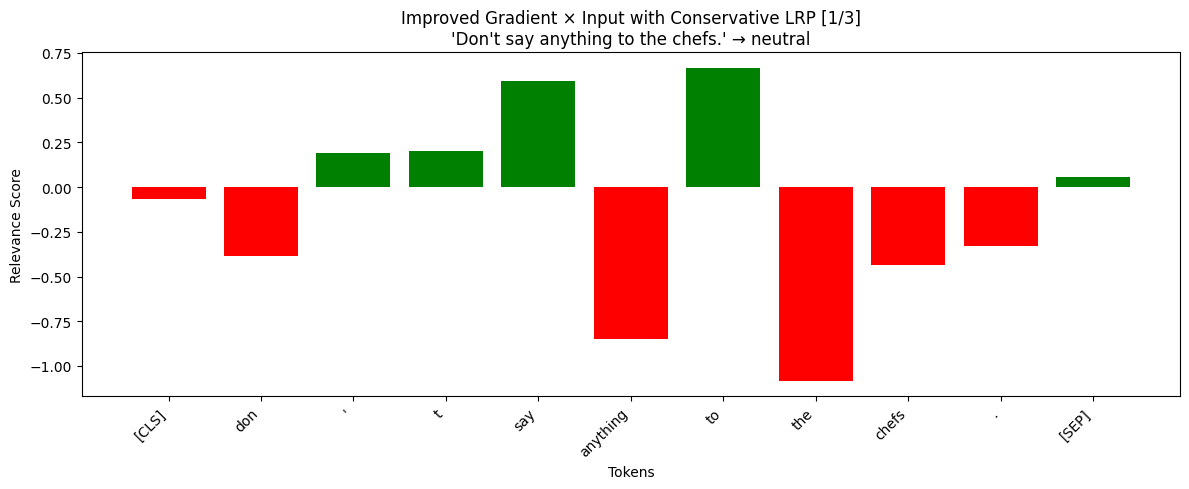 Improved Gradient × Input with Conservative LRP [1/3]
'Don't say anything to the chefs.' → neutral
0.75
0.50
0.25
0.00
−0.25
−0.50
−0.75
−1.00
Relevance Score
[CLS]
don
'
t
say
anything
to
the
chefs
.
[SEP]
Tokens